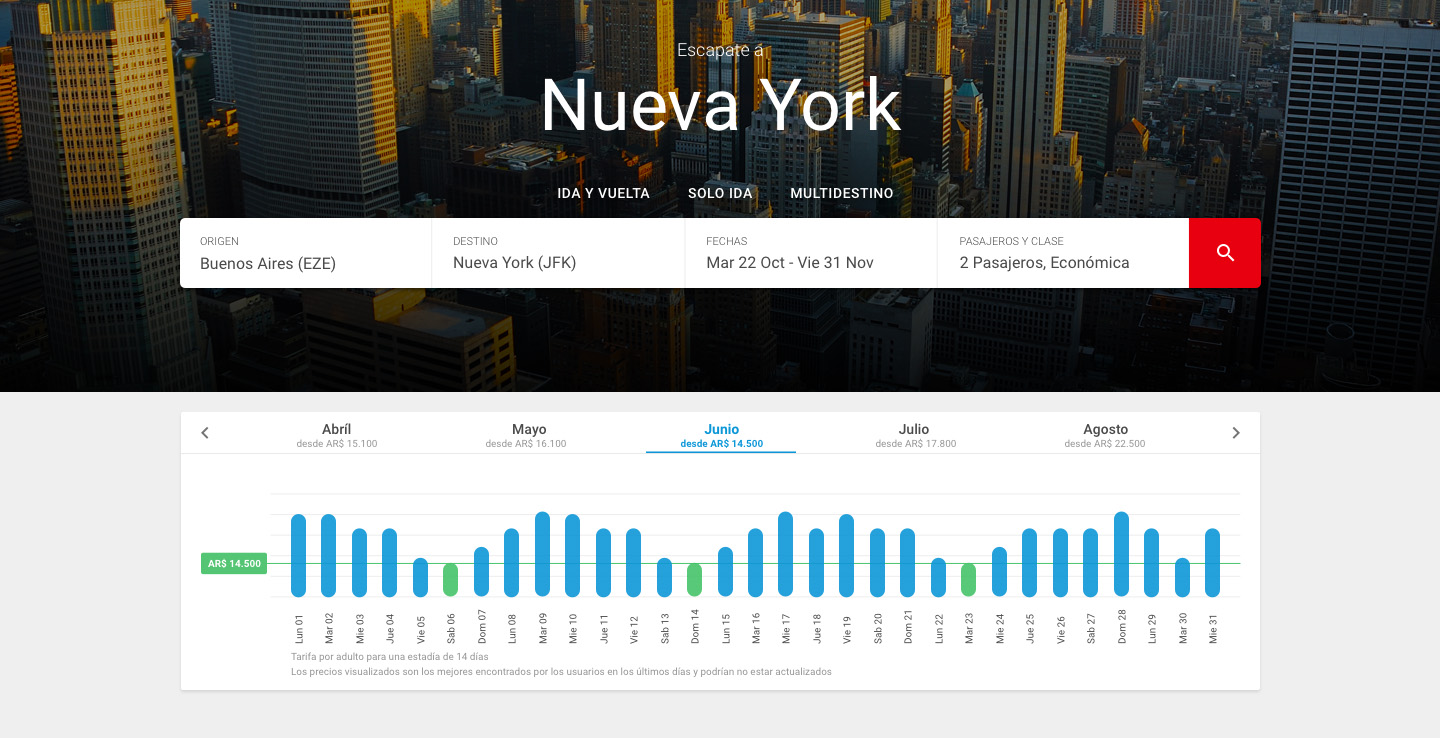 Escapate á
Nueva York
IDA Y VUELTA SOLO IDA MULTIDESTINO
ORIGEN DESTINO FECHAS PASAJEROS Y CLASE
Buenos Aires (EZE) Nueva York (JFK) Mar 22 Oct - Vie 31 Nov 2 Pasajeros, Económica
Abríl Mayo Junio Julio Agosto
desde AR$ 15.100 desde AR$ 16.100 desde AR$ 14.500 desde AR$ 17.800 desde AR$ 22.500
AR$ 14.500
Lun 01
Mar 02
Mie 03
Jue 04
Vie 05
Sab 06
Dom 07
Lun 08
Mar 09
Mie 10
Jue 11
Vie 12
Sab 13
Dom 14
Lun 15
Mar 16
Mie 17
Jue 18
Vie 19
Sab 20
Dom 21
Lun 22
Mar 23
Mie 24
Jue 25
Vie 26
Sab 27
Dom 28
Lun 29
Mar 30
Mie 31
Tarifa por adulto para una estadía de 14 días
Los precios visualizados son los mejores encontrados por los usuarios en los últimos días y podrían no estar actualizados